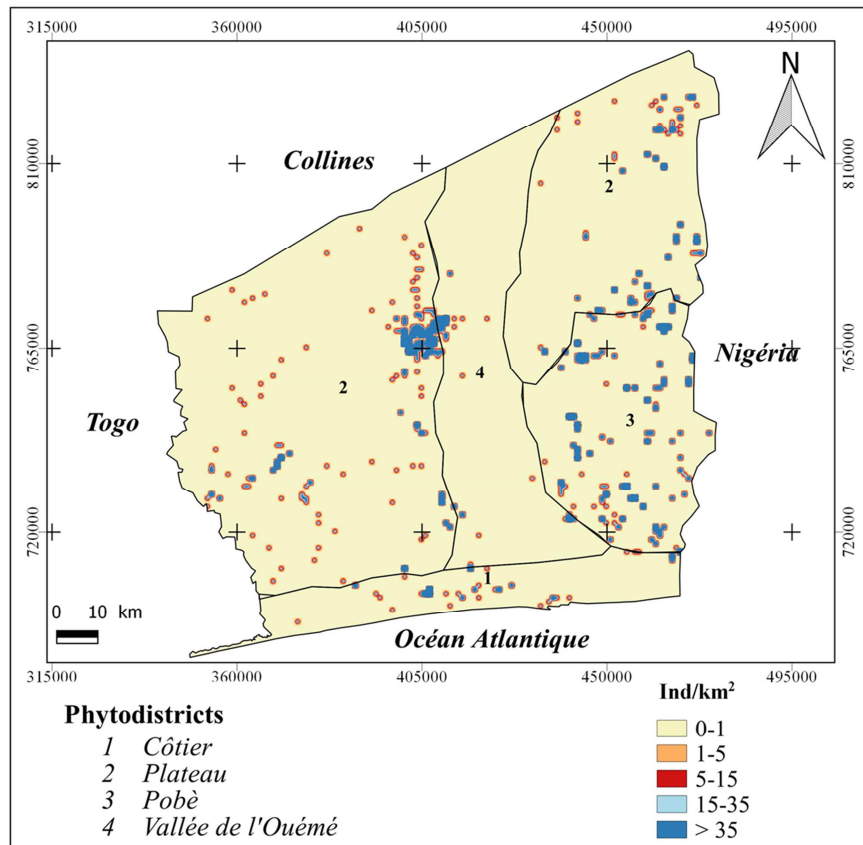 315000 360000 405000 450000 495000
N
810000 Collines 810000
2
765000 765000
Nigéria
2 4
3
Togo
720000 720000
1
0 10 km
Océan Atlantique
315000 360000 405000 450000 495000
Ind/km²
Phytodistricts
0-1
1 Côtier
1-5
2 Plateau
5-15
3 Pobè
15-35
4 Vallée de l'Ouémé
> 35